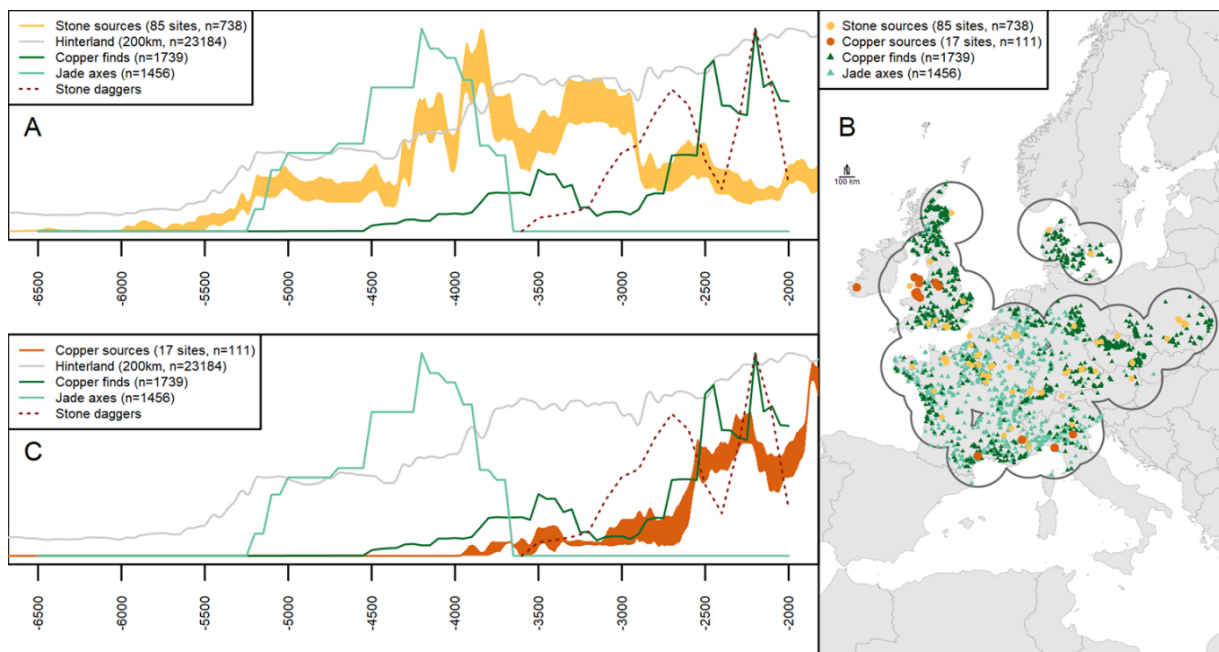 Stone sources (85 sites, n=738)
Hinterland (200km, n=23184)
Copper finds (n=1739)
Jade axes (n=1456)
Stone daggers
A
-6500
-6000
-5500
-5000
-4500
-4000
-3500
-3000
-2500
-2000
Copper sources (17 sites, n=111)
Hinterland (200km, n=23184)
Copper finds (n=1739)
Jade axes (n=1456)
Stone daggers
C
-6500
-6000
-5500
-5000
-4500
-4000
-3500
-3000
-2500
-2000
Stone sources (85 sites, n=738)
Copper sources (17 sites, n=111)
Copper finds (n=1739)
Jade axes (n=1456)
B
N
100 km